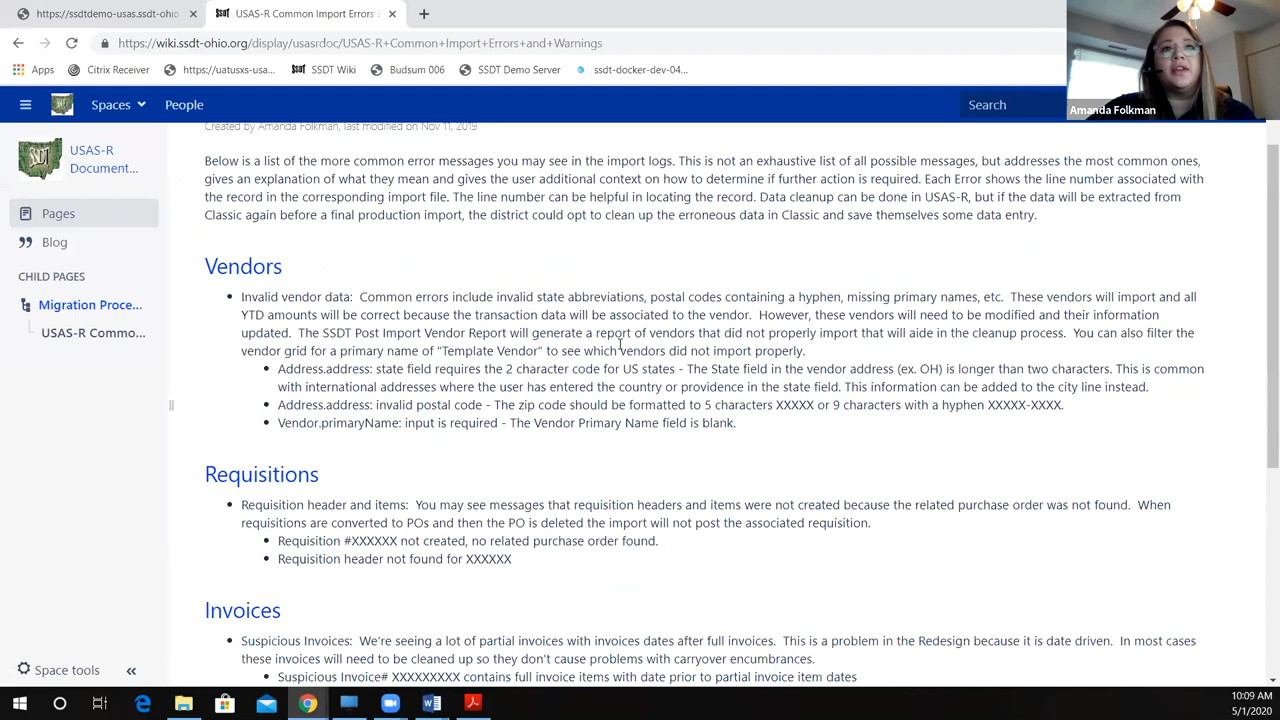 https://ssdtdemo-usas.ssdt-ohio
USAS-R Common Import Errors a
https://wiki.ssdt-ohio.org/display/usasrdoc/USAS-R+Common+Import+Errors+and+Warnings
Apps Citrix Receiver https://uatusxs-usa... SSDT Wiki Budsum 006 SSDT Demo Server ssdt-docker-dev-04...
Amanda Folkman
Spaces People Search
Created by Amanda Folkman, last modified on Nov 11, 2019
USAS-R
Document...
Pages
Blog
CHILD PAGES
Migration Proce...
USAS-R Commo...
Below is a list of the more common error messages you may see in the import logs. This is not an exhaustive list of all possible messages, but addresses the most common ones,
gives an explanation of what they mean and gives the user additional context on how to determine if further action is required. Each Error shows the line number associated with
the record in the corresponding import file. The line number can be helpful in locating the record. Data cleanup can be done in USAS-R, but if the data will be extracted from
Classic again before a final production import, the district could opt to clean up the erroneous data in Classic and save themselves some data entry.
Vendors
Invalid vendor data: Common errors include invalid state abbreviations, postal codes containing a hyphen, missing primary names, etc. These vendors will import and all
YTD amounts will be correct because the transaction data will be associated to the vendor. However, these vendors will need to be modified and their information
updated. The SSDT Post Import Vendor Report will generate a report of vendors that did not properly import that will aide in the cleanup process. You can also filter the
vendor grid for a primary name of "Template Vendor" to see which vendors did not import properly.
Address.address: state field requires the 2 character code for US states - The State field in the vendor address (ex. OH) is longer than two characters. This is common
with international addresses where the user has entered the country or providence in the state field. This information can be added to the city line instead.
Address.address: invalid postal code - The zip code should be formatted to 5 characters XXXXX or 9 characters with a hyphen XXXXX-XXXX.
Vendor.primaryName: input is required - The Vendor Primary Name field is blank.
Requisitions
Requisition header and items: You may see messages that requisition headers and items were not created because the related purchase order was not found. When
requisitions are converted to POs and then the PO is deleted the import will not post the associated requisition.
Requisition #XXXXXX not created, no related purchase order found.
Requisition header not found for XXXXXX
Invoices
Suspicious Invoices: We're seeing a lot of partial invoices with invoices dates after full invoices. This is a problem in the Redesign because it is date driven. In most cases
these invoices will need to be cleaned up so they don't cause problems with carryover encumbrances.
Suspicious Invoice# XXXXXXXXX contains full invoice items with date prior to partial invoice item dates
Space tools
10:09 AM
5/1/2020